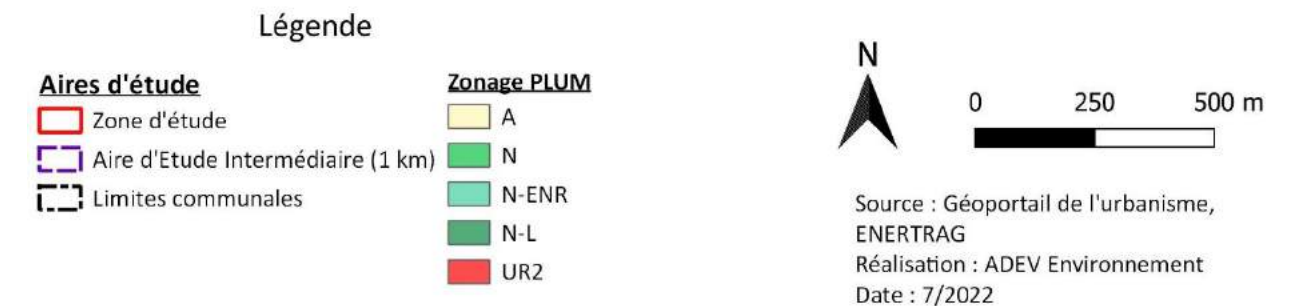 Légende
Aires d'étude
Zone d'étude
Aire d'Etude Intermédiaire (1 km)
Limites communales
Zonage PLUM
A
N
N-ENR
N-L
UR2
N
0 250 500 m
Source : Géoportail de l'urbanisme,
ENERTRAG
Réalisation : ADEV Environnement
Date : 7/2022